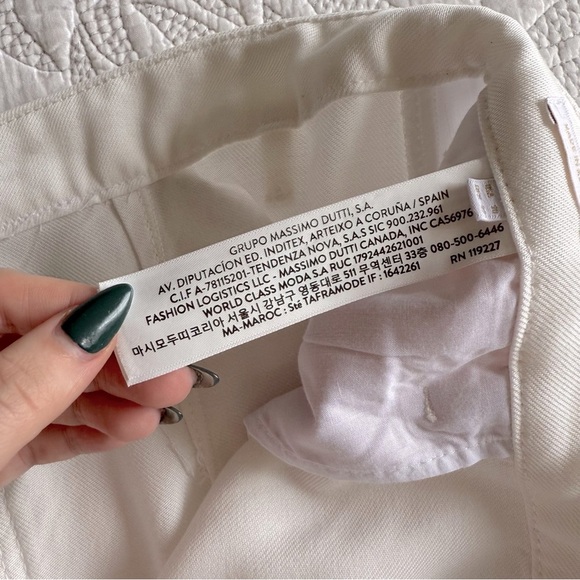 GRUPO MASSIMO DUTTI, S.A.
AV. DIPUTACÍON ED. INDITEX, ARTEIXO A CORUÑA / SPAIN
C.I.F A-78115201-TENDENZA NOVA, S.A.S SIC 900.232.961
FASHION LOGISTICS LLC - MASSIMO DUTTI CANADA, INC CA56976
WORLD CLASS MODA S.A RUC 1792442621001
마시모두띠코리아 서울시 강남구 영동대로 511 무역센터 33층 080-500-6446
MA-MAROC : Sté TAFRAMODE IF : 1642261
RN 119227